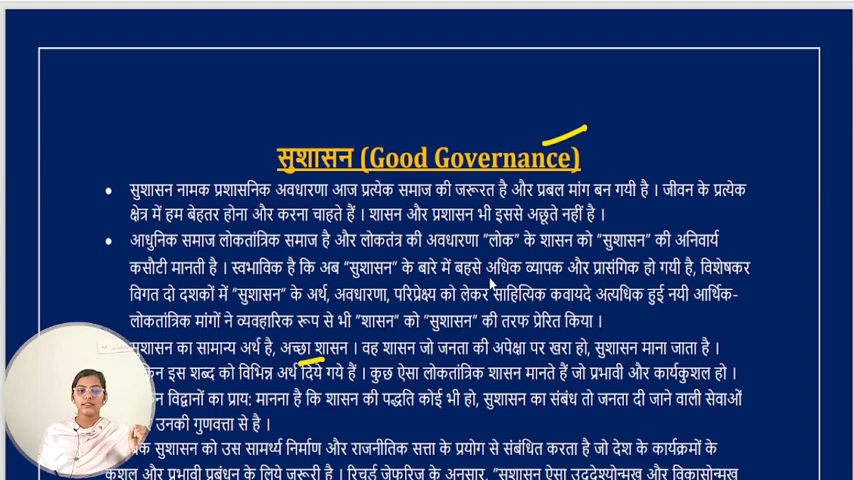 सुशासन (Good Governance)
• सुशासन नामक प्रशासनिक अवधारणा आज प्रत्येक समाज की जरूरत है और प्रबल मांग बन गयी है । जीवन के प्रत्येक
क्षेत्र में हम बेहतर होना और करना चाहते हैं । शासन और प्रशासन भी इससे अछूते नहीं है ।
• आधुनिक समाज लोकतांत्रिक समाज है और लोकतंत्र की अवधारणा "लोक" के शासन को "सुशासन" की अनिवार्य
कसौटी मानती है । स्वभाविक है कि अब "सुशासन" के बारे में बहसे अधिक व्यापक और प्रासंगिक हो गयी है, विशेषकर
विगत दो दशकों में "सुशासन" के अर्थ, अवधारणा, परिप्रेक्ष्य को लेकर साहित्यिक कवायदे अत्यधिक हुई नयी आर्थिक-
लोकतांत्रिक मांगों ने व्यवहारिक रूप से भी "शासन" को "सुशासन" की तरफ प्रेरित किया ।
सुशासन का सामान्य अर्थ है, अच्छा शासन । वह शासन जो जनता की अपेक्षा पर खरा हो, सुशासन माना जाता है ।
इस शब्द को विभिन्न अर्थ दिये गये हैं । कुछ ऐसा लोकतांत्रिक शासन मानते हैं जो प्रभावी और कार्यकुशल हो ।
विद्वानों का प्राय: मानना है कि शासन की पद्धति कोई भी हो, सुशासन का संबंध तो जनता दी जाने वाली सेवाओं
उनकी गुणवत्ता से है ।
सुशासन को उस सामर्थ्य निर्माण और राजनीतिक सत्ता के प्रयोग से संबंधित करता है जो देश के कार्यक्रमों के
कुशल और प्रभावी प्रबंधन के लिये जरूरी है । रिचर्ड जेफरिज के अनुसार, "सुशासन ऐसा उद्देश्योन्मुख और विकासोन्मुख